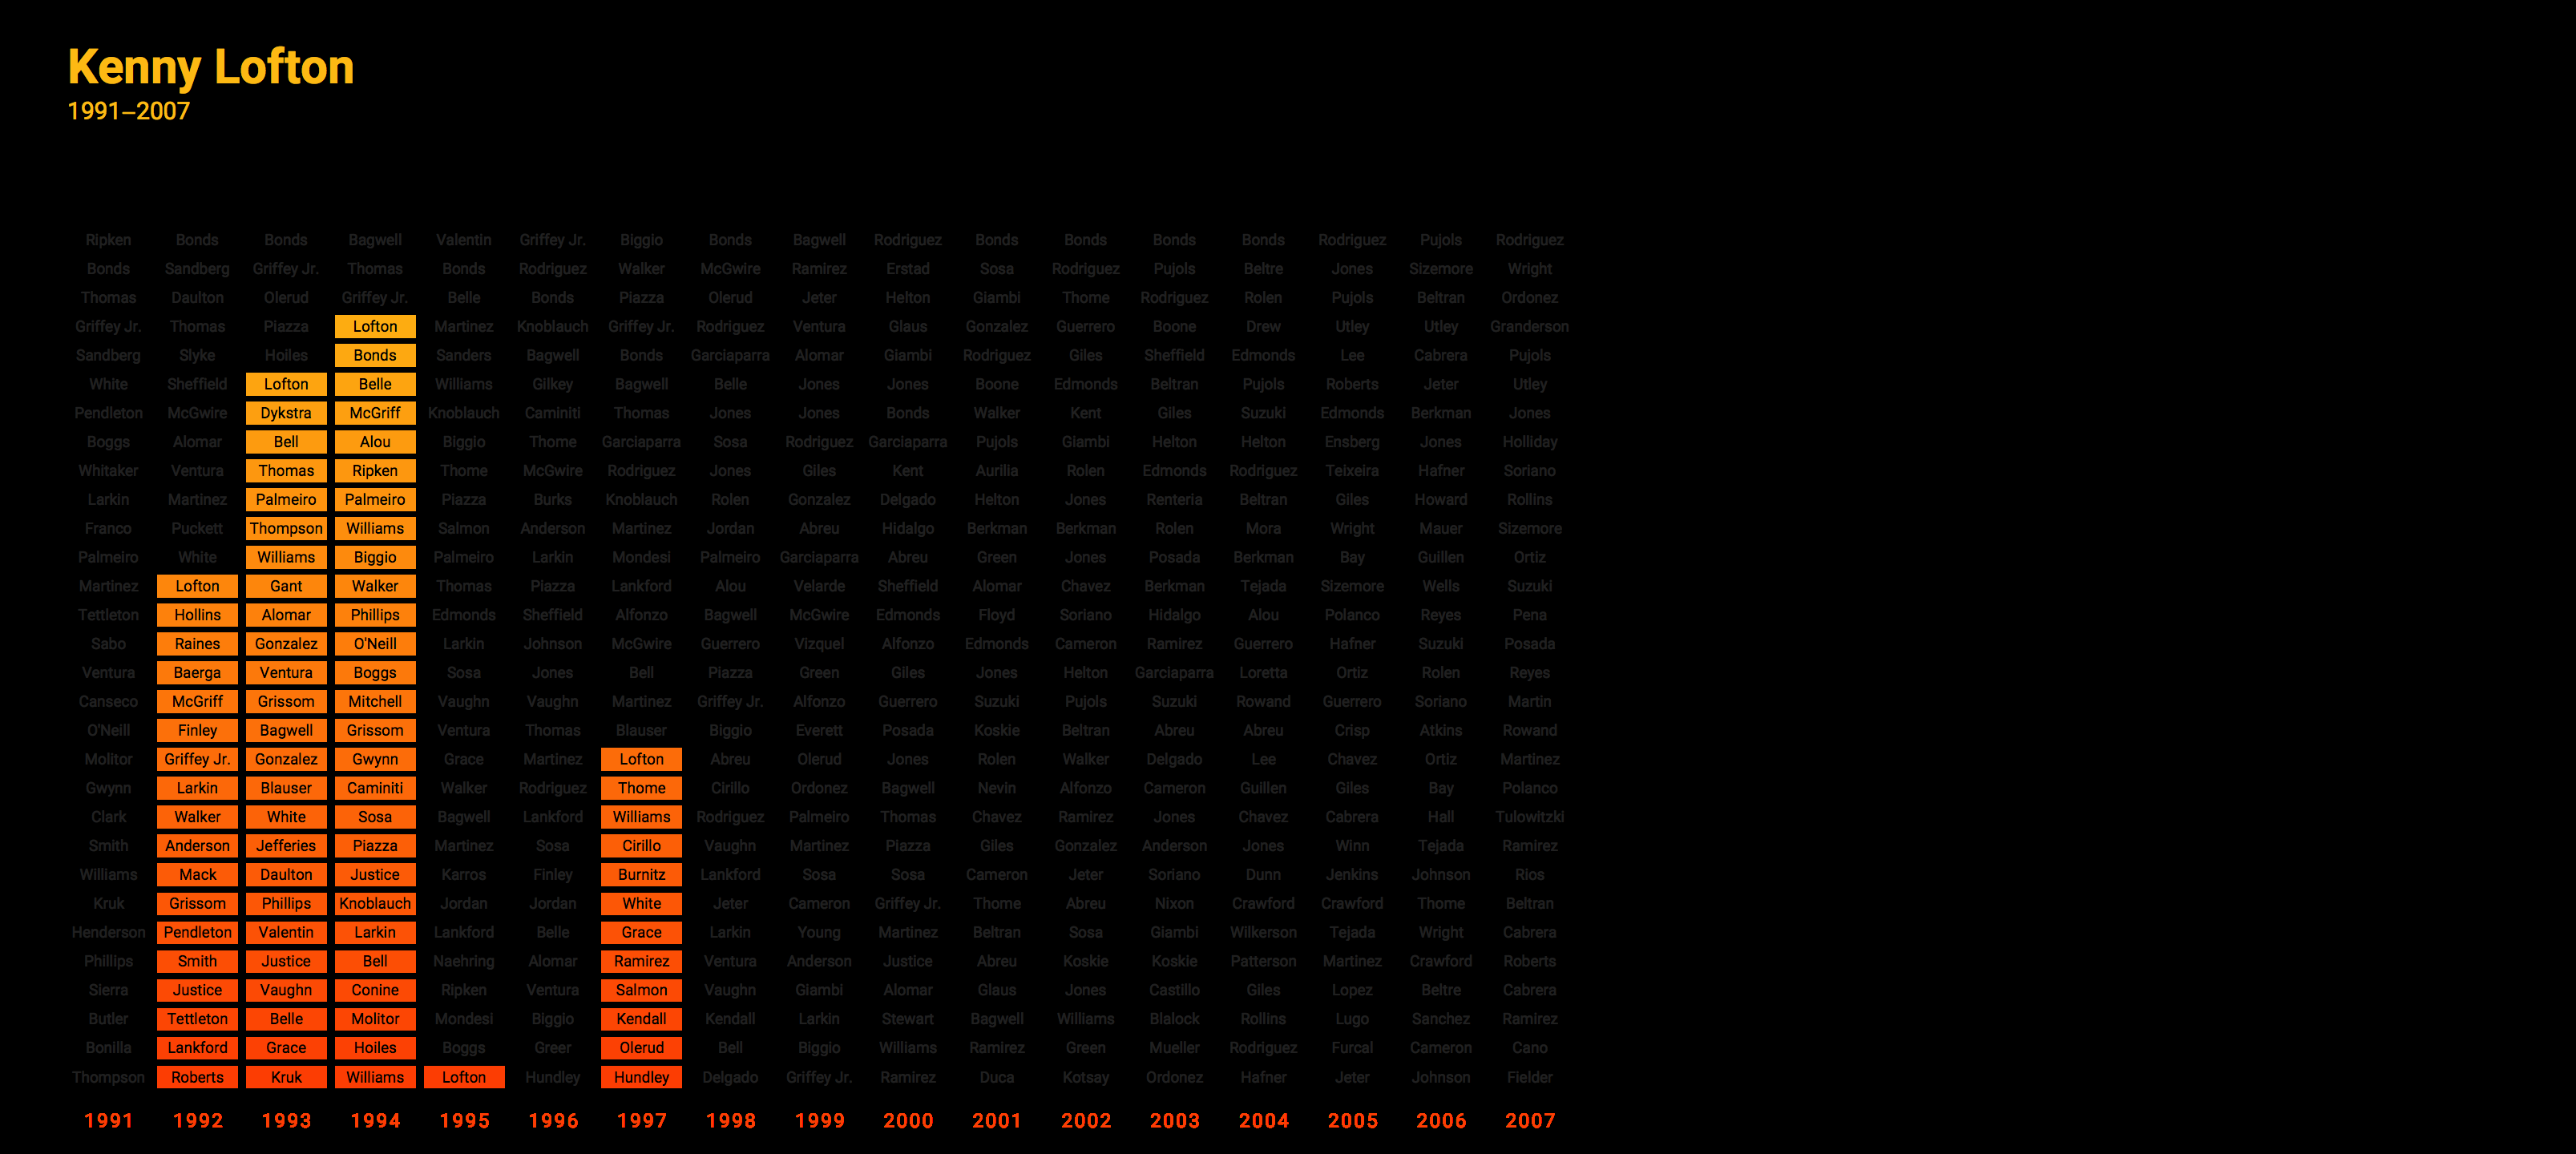 Kenny Lofton
1991–2007
Ripken Bonds Bonds Bagwell Valentin Griffey Jr. Biggio Bonds Bagwell Rodriguez Bonds Bonds Bonds Bonds Rodriguez Pujols Rodriguez
Bonds Sandberg Griffey Jr. Thomas Bonds Rodriguez Walker McGwire Ramirez Erstad Sosa Rodriguez Pujols Beltre Jones Sizemore Wright
Thomas Daulton Olerud Griffey Jr. Belle Bonds Piazza Olerud Jeter Helton Giambi Thome Rodriguez Rolen Pujols Beltran Ordonez
Griffey Jr. Thomas Piazza Lofton Martinez Knoblauch Griffey Jr. Rodriguez Ventura Glaus Gonzalez Guerrero Boone Drew Utley Utley Granderson
Sandberg Slyke Hoiles Bonds Sanders Bagwell Bonds Garciaparra Alomar Giambi Rodriguez Giles Sheffield Edmonds Lee Cabrera Pujols
White Sheffield Lofton Belle Williams Gilkey Bagwell Belle Jones Jones Boone Edmonds Beltran Pujols Roberts Jeter Utley
Pendleton McGwire Dykstra McGriff Knoblauch Caminiti Thomas Jones Jones Bonds Walker Kent Giles Suzuki Edmonds Berkman Jones
Boggs Alomar Bell Alou Biggio Thome Garciaparra Sosa Rodriguez Garciaparra Pujols Giambi Helton Helton Ensberg Jones Holliday
Whitaker Ventura Thomas Ripken Thome McGwire Rodriguez Jones Giles Kent Aurilia Rolen Edmonds Rodriguez Teixeira Hafner Soriano
Larkin Martinez Palmeiro Palmeiro Piazza Burks Knoblauch Rolen Gonzalez Delgado Helton Jones Renteria Beltran Giles Howard Rollins
Franco Puckett Thompson Williams Salmon Anderson Martinez Jordan Abreu Hidalgo Berkman Berkman Rolen Mora Wright Mauer Sizemore
Palmeiro White Williams Biggio Palmeiro Larkin Mondesi Palmeiro Garciaparra Abreu Green Jones Posada Berkman Bay Guillen Ortiz
Martinez Lofton Gant Walker Thomas Piazza Lankford Alou Velarde Sheffield Alomar Chavez Berkman Tejada Sizemore Wells Suzuki
Tettleton Hollins Alomar Phillips Edmonds Sheffield Alfonzo Bagwell McGwire Edmonds Floyd Soriano Hidalgo Alou Polanco Reyes Pena
Sabo Raines Gonzalez O'Neill Larkin Johnson McGwire Guerrero Vizquel Alfonzo Edmonds Cameron Ramirez Guerrero Hafner Suzuki Posada
Ventura Baerga Ventura Boggs Sosa Jones Bell Piazza Green Giles Jones Helton Garciaparra Loretta Ortiz Rolen Reyes
Canseco McGriff Grissom Mitchell Vaughn Vaughn Martinez Griffey Jr. Alfonzo Guerrero Suzuki Pujols Suzuki Rowand Guerrero Soriano Martin
O'Neill Finley Bagwell Grissom Ventura Thomas Blauser Biggio Everett Posada Koskie Beltran Abreu Abreu Crisp Atkins Rowand
Molitor Griffey Jr. Gonzalez Gwynn Grace Martinez Lofton Abreu Olerud Jones Rolen Walker Delgado Lee Chavez Ortiz Martinez
Gwynn Larkin Blauser Caminiti Walker Rodriguez Thome Cirillo Ordonez Bagwell Nevin Alfonzo Cameron Guillen Giles Bay Polanco
Clark Walker White Sosa Bagwell Lankford Williams Rodriguez Palmeiro Thomas Chavez Ramirez Jones Chavez Cabrera Hall Tulowitzki
Smith Anderson Jefferies Piazza Martinez Sosa Cirillo Vaughn Martinez Piazza Giles Gonzalez Anderson Jones Winn Tejada Ramirez
Williams Mack Daulton Justice Karros Finley Burnitz Lankford Sosa Sosa Cameron Jeter Soriano Dunn Jenkins Johnson Rios
Kruk Grissom Phillips Knoblauch Jordan Jordan White Jeter Cameron Griffey Jr. Thome Abreu Nixon Crawford Crawford Thome Beltran
Henderson Pendleton Valentin Larkin Lankford Belle Grace Larkin Young Martinez Beltran Sosa Giambi Wilkerson Tejada Wright Cabrera
Phillips Smith Justice Bell Naehring Alomar Ramirez Ventura Anderson Justice Abreu Koskie Koskie Patterson Martinez Crawford Roberts
Sierra Justice Vaughn Conine Ripken Ventura Salmon Vaughn Giambi Alomar Glaus Jones Castillo Giles Lopez Beltre Cabrera
Butler Tettleton Belle Molitor Mondesi Biggio Kendall Kendall Larkin Stewart Bagwell Williams Blalock Rollins Lugo Sanchez Ramirez
Bonilla Lankford Grace Hoiles Boggs Greer Olerud Bell Biggio Williams Ramirez Green Mueller Rodriguez Furcal Cameron Cano
Thompson Roberts Kruk Williams Lofton Hundley Hundley Delgado Griffey Jr. Ramirez Duca Kotsay Ordonez Hafner Jeter Johnson Fielder
1991 1992 1993 1994 1995 1996 1997 1998 1999 2000 2001 2002 2003 2004 2005 2006 2007